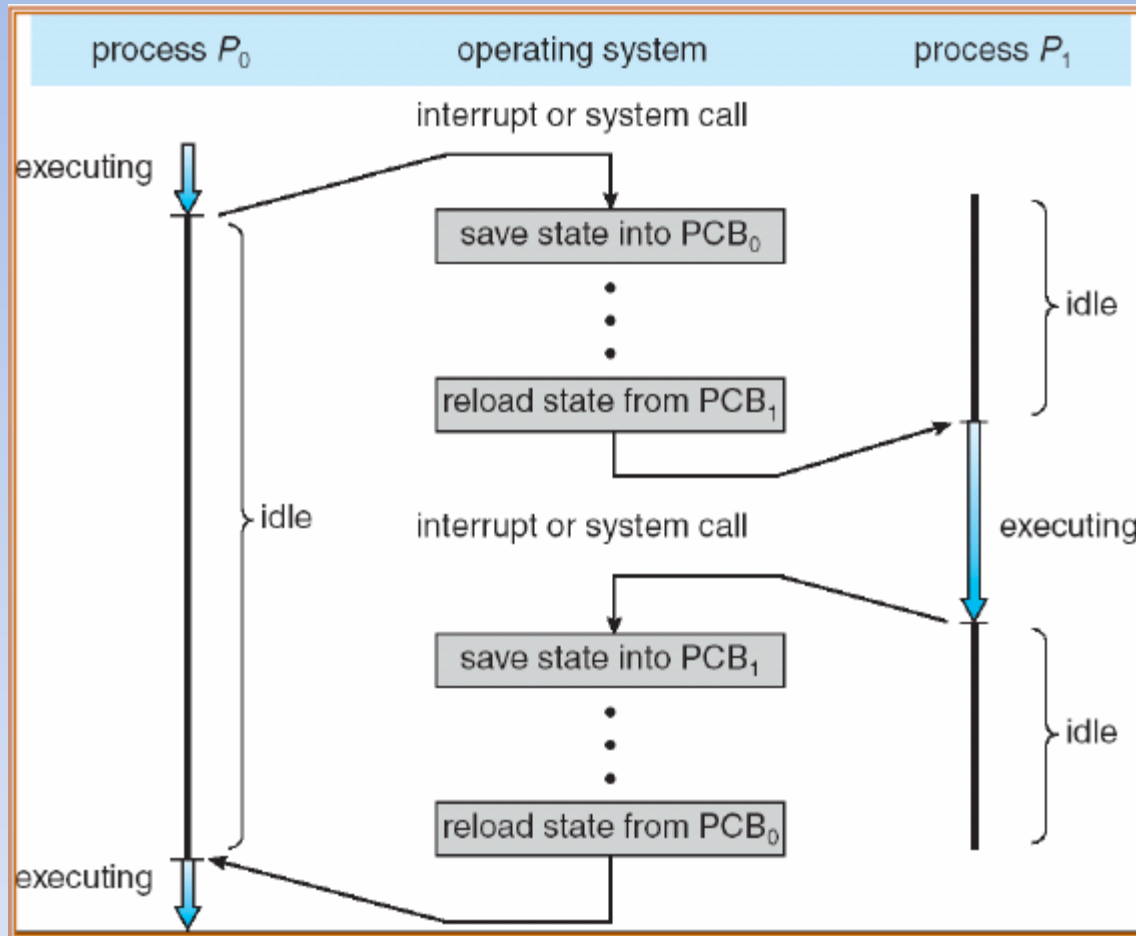 process P₀ operating system process P₁
interrupt or system call
executing
save state into PCB₀
idle
reload state from PCB₁
idle
interrupt or system call
executing
save state into PCB₁
idle
reload state from PCB₀
executing